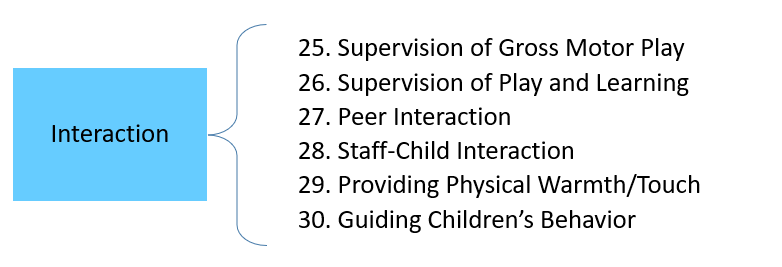 Interaction
25. Supervision of Gross Motor Play
26. Supervision of Play and Learning
27. Peer Interaction
28. Staff-Child Interaction
29. Providing Physical Warmth/Touch
30. Guiding Children’s Behavior